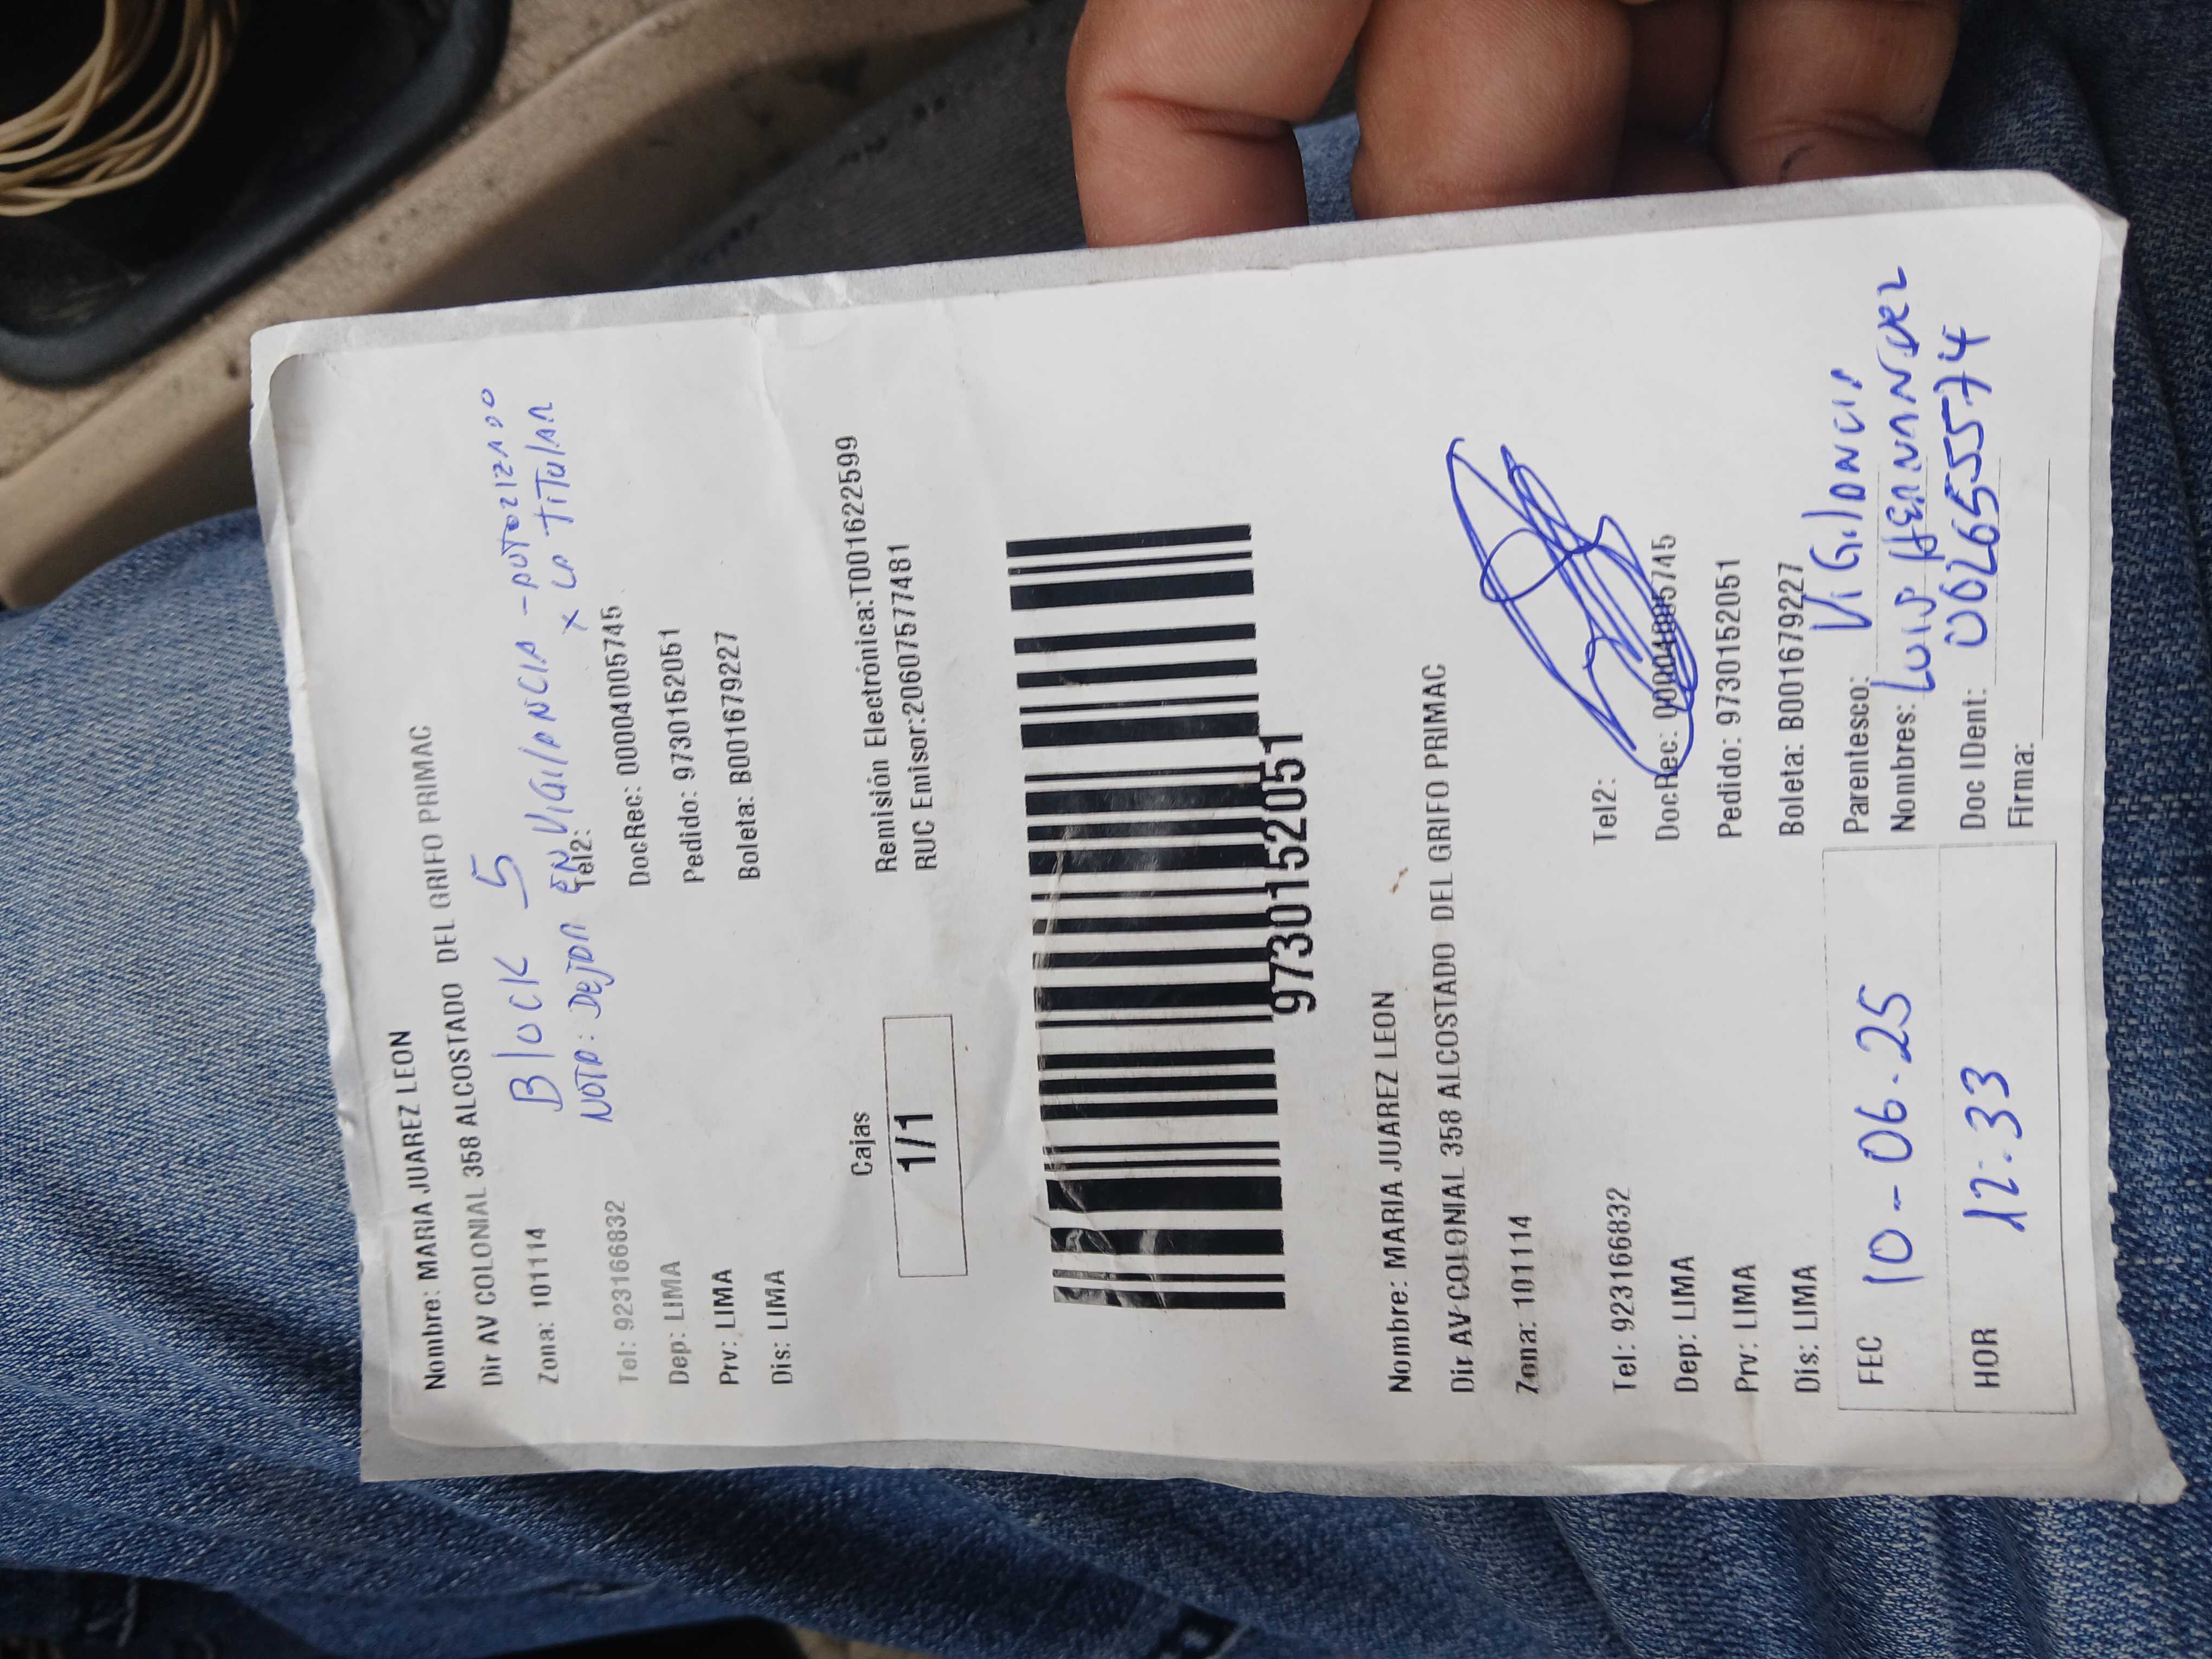 Nombre: MARIA JUAREZ LEON
Dir AV COLONIAL 358 ALCOSTADO DEL GRIFO PRIMAC
Zona: 101114
Block 5
NOTA: DEJAR EN VIGILANCIA - AUTORIZADO
x LA TITULAR
Tel: 923166832 Tel2:
Dep: LIMA DocRec: 00004005745
Prv: LIMA Pedido: 9730152051
Dis: LIMA Boleta: B001679227
Cajas
1/1
Remisión Electrónica:T001622599
RUC Emisor:20607577481
9730152051
Nombre: MARIA JUAREZ LEON
Dir AV COLONIAL 358 ALCOSTADO DEL GRIFO PRIMAC
Zona: 101114
Tel: 923166832 Tel2:
Dep: LIMA DocRec: 00004005745
Prv: LIMA Pedido: 9730152051
Dis: LIMA Boleta: B001679227
FEC 10-06-25
HOR 12:33
Parentesco: VIGILANCIA
Nombres: LUIS HERNANDEZ
Doc IDent: 002655574
Firma: